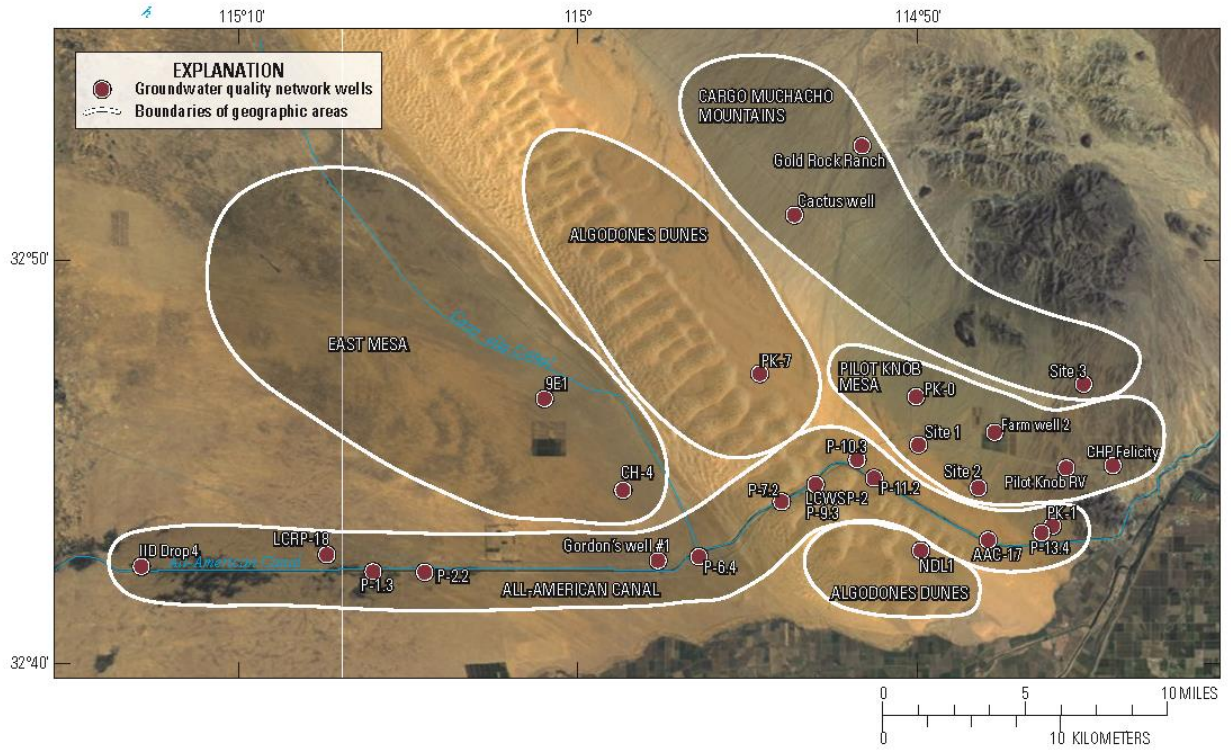 115°10'
115°
114°50'
EXPLANATION
Groundwater quality network wells
Boundaries of geographic areas
CARGO MUCHACHO
MOUNTAINS
Gold Rock Ranch
Cactus well
ALGODONES DUNES
32°50'
EAST MESA
PK-7
PILOT KNOB
MESA
Site 3
9E1
PK-0
Site 1
Farm well 2
CH-4
P-10.3
Site 2
CHP Felicity
Pilot Knob RV
P-7.2
LCWSP-2
P-9.3
P-11.2
PK-1
IID Drop4
LCRP-18
Gordon's well #1
P-6.4
NDL1
AAC-17
P-13.4
All-American Canal
P-1.3
P-2.2
ALL-AMERICAN CANAL
ALGODONES DUNES
32°40'
0 5 10 MILES
0 10 KILOMETERS